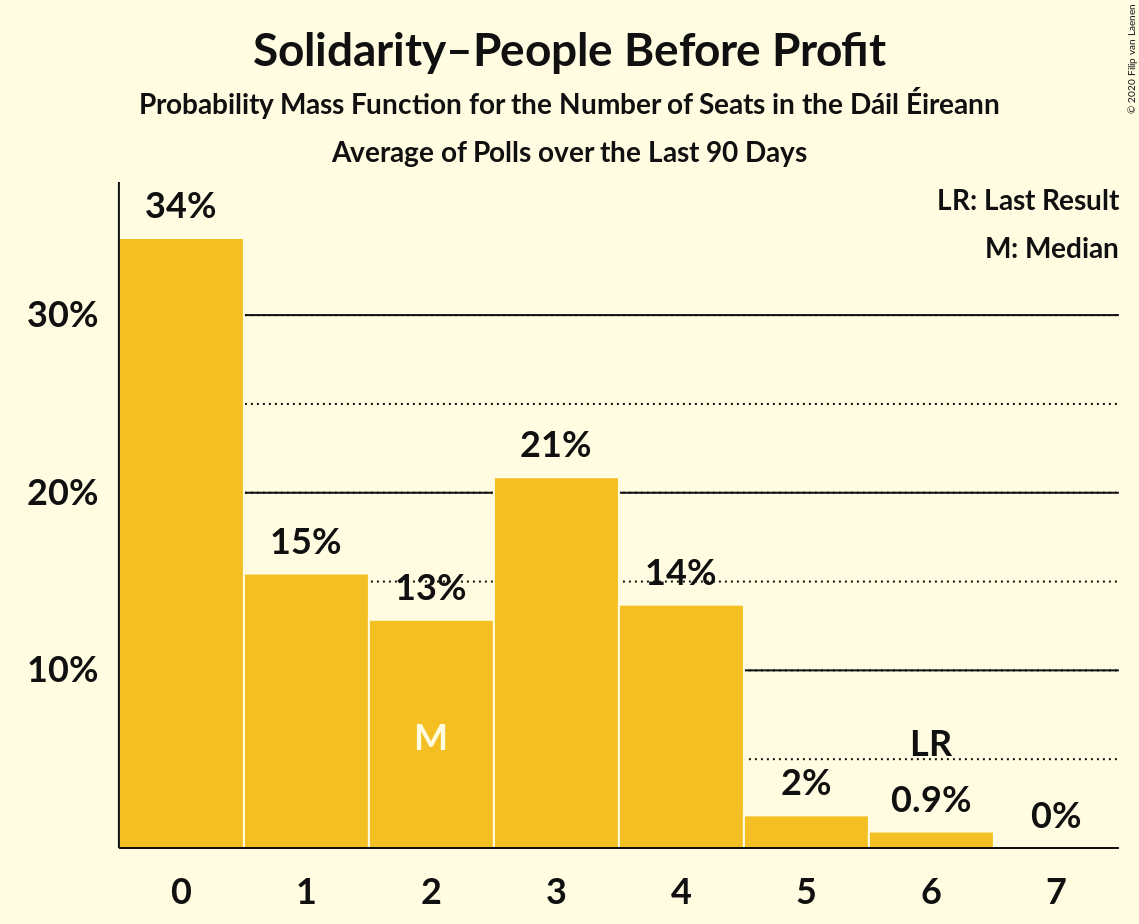 Solidarity–People Before Profit
Probability Mass Function for the Number of Seats in the Dáil Éireann
Average of Polls over the Last 90 Days
© 2020 Filip van Laenen
LR: Last Result
M: Median
34%
30%
21%
20%
15%
13%
14%
10%
M
LR
2%
0.9%
0%
0 1 2 3 4 5 6 7